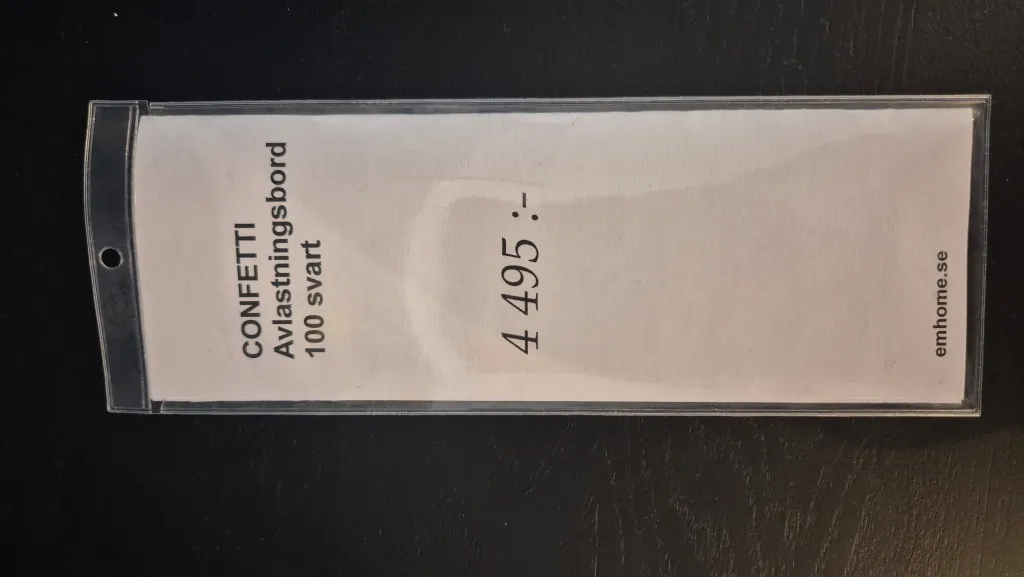 CONFETTI
Avlastningsbord
100 svart
4 495 :-
emhome.se